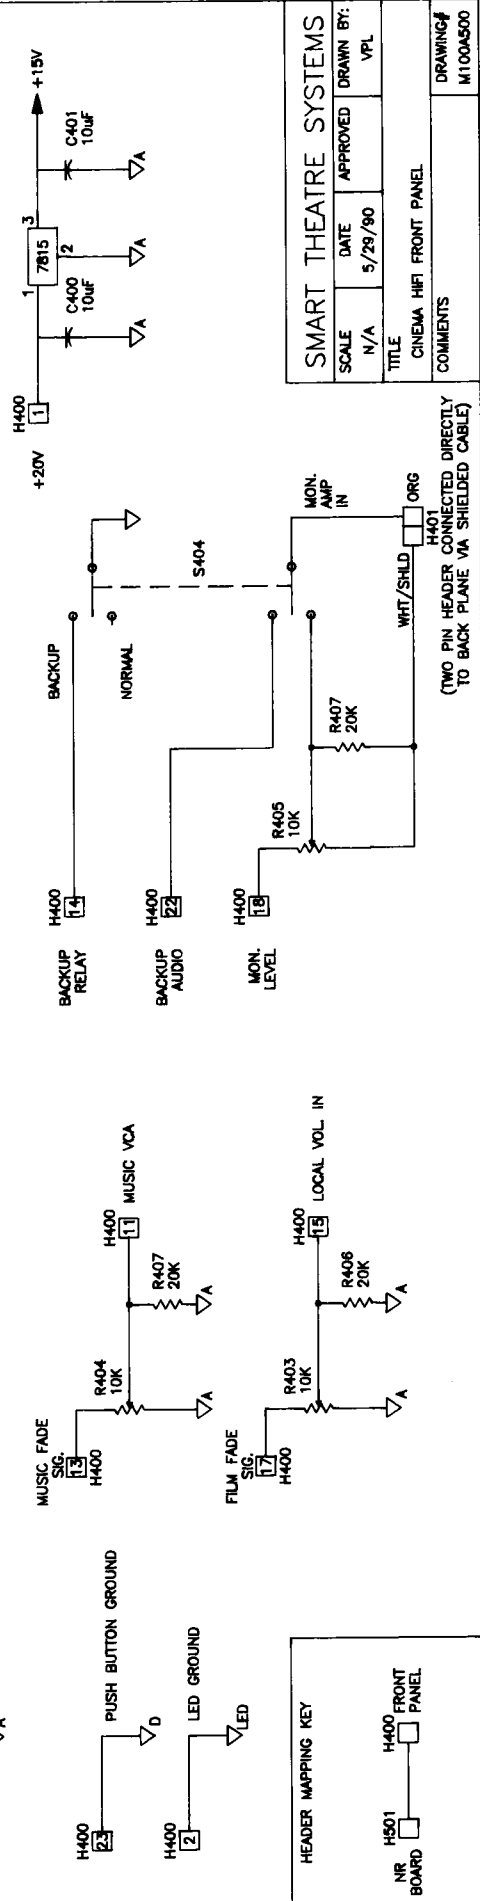 A
H400
23
PUSH BUTTON GROUND
D
H400
2
LED GROUND
LED
HEADER MAPPING KEY
H501
H400
NR
BOARD
FRONT
PANEL
MUSIC FADE
SIG.
13
H400
R404
10K
H400
11
MUSIC VCA
R407
20K
A
A
FILM FADE
SIG.
17
H400
R403
10K
H400
15
LOCAL VOL. IN
R406
20K
A
A
BACKUP
RELAY
H400
14
BACKUP
NORMAL
BACKUP
AUDIO
H400
22
S404
MON.
LEVEL
H400
18
R405
10K
R407
20K
MON.
AMP
IN
WHT/SHLD
ORG
H401
(TWO PIN HEADER CONNECTED DIRECTLY
TO BACK PLANE VIA SHIELDED CABLE)
+20V
H400
1
1
7815
3
2
C400
10uF
C401
10uF
+15V
A
A
A
SMART THEATRE SYSTEMS
SCALE
N/A
DATE
5/29/90
APPROVED
DRAWN BY:
VPL
TITLE
CINEMA HIFI FRONT PANEL
COMMENTS
DRAWING#
M100A500